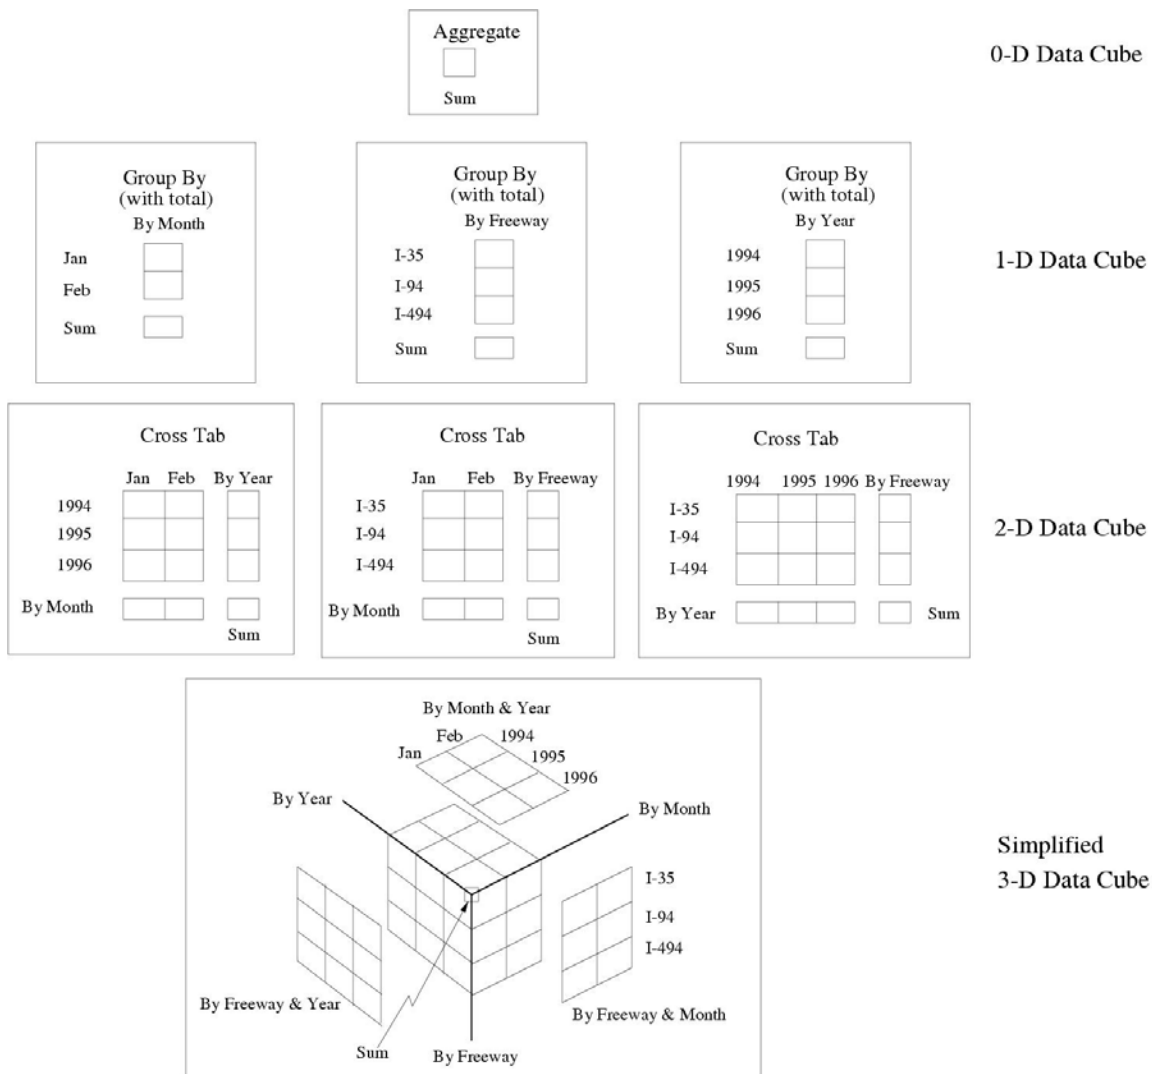 Aggregate
Sum
0-D Data Cube
Group By
(with total)
By Month
Jan
Feb
Sum
Group By
(with total)
By Freeway
I-35
I-94
I-494
Sum
Group By
(with total)
By Year
1994
1995
1996
Sum
1-D Data Cube
Cross Tab
Jan Feb By Year
1994
1995
1996
By Month
Sum
Cross Tab
Jan Feb By Freeway
I-35
I-94
I-494
By Month
Sum
Cross Tab
1994 1995 1996 By Freeway
I-35
I-94
I-494
By Year Sum
2-D Data Cube
By Month & Year
Jan Feb 1994
1995
1996
By Year
By Month
I-35
I-94
I-494
By Freeway & Year
By Freeway & Month
Sum
By Freeway
Simplified
3-D Data Cube